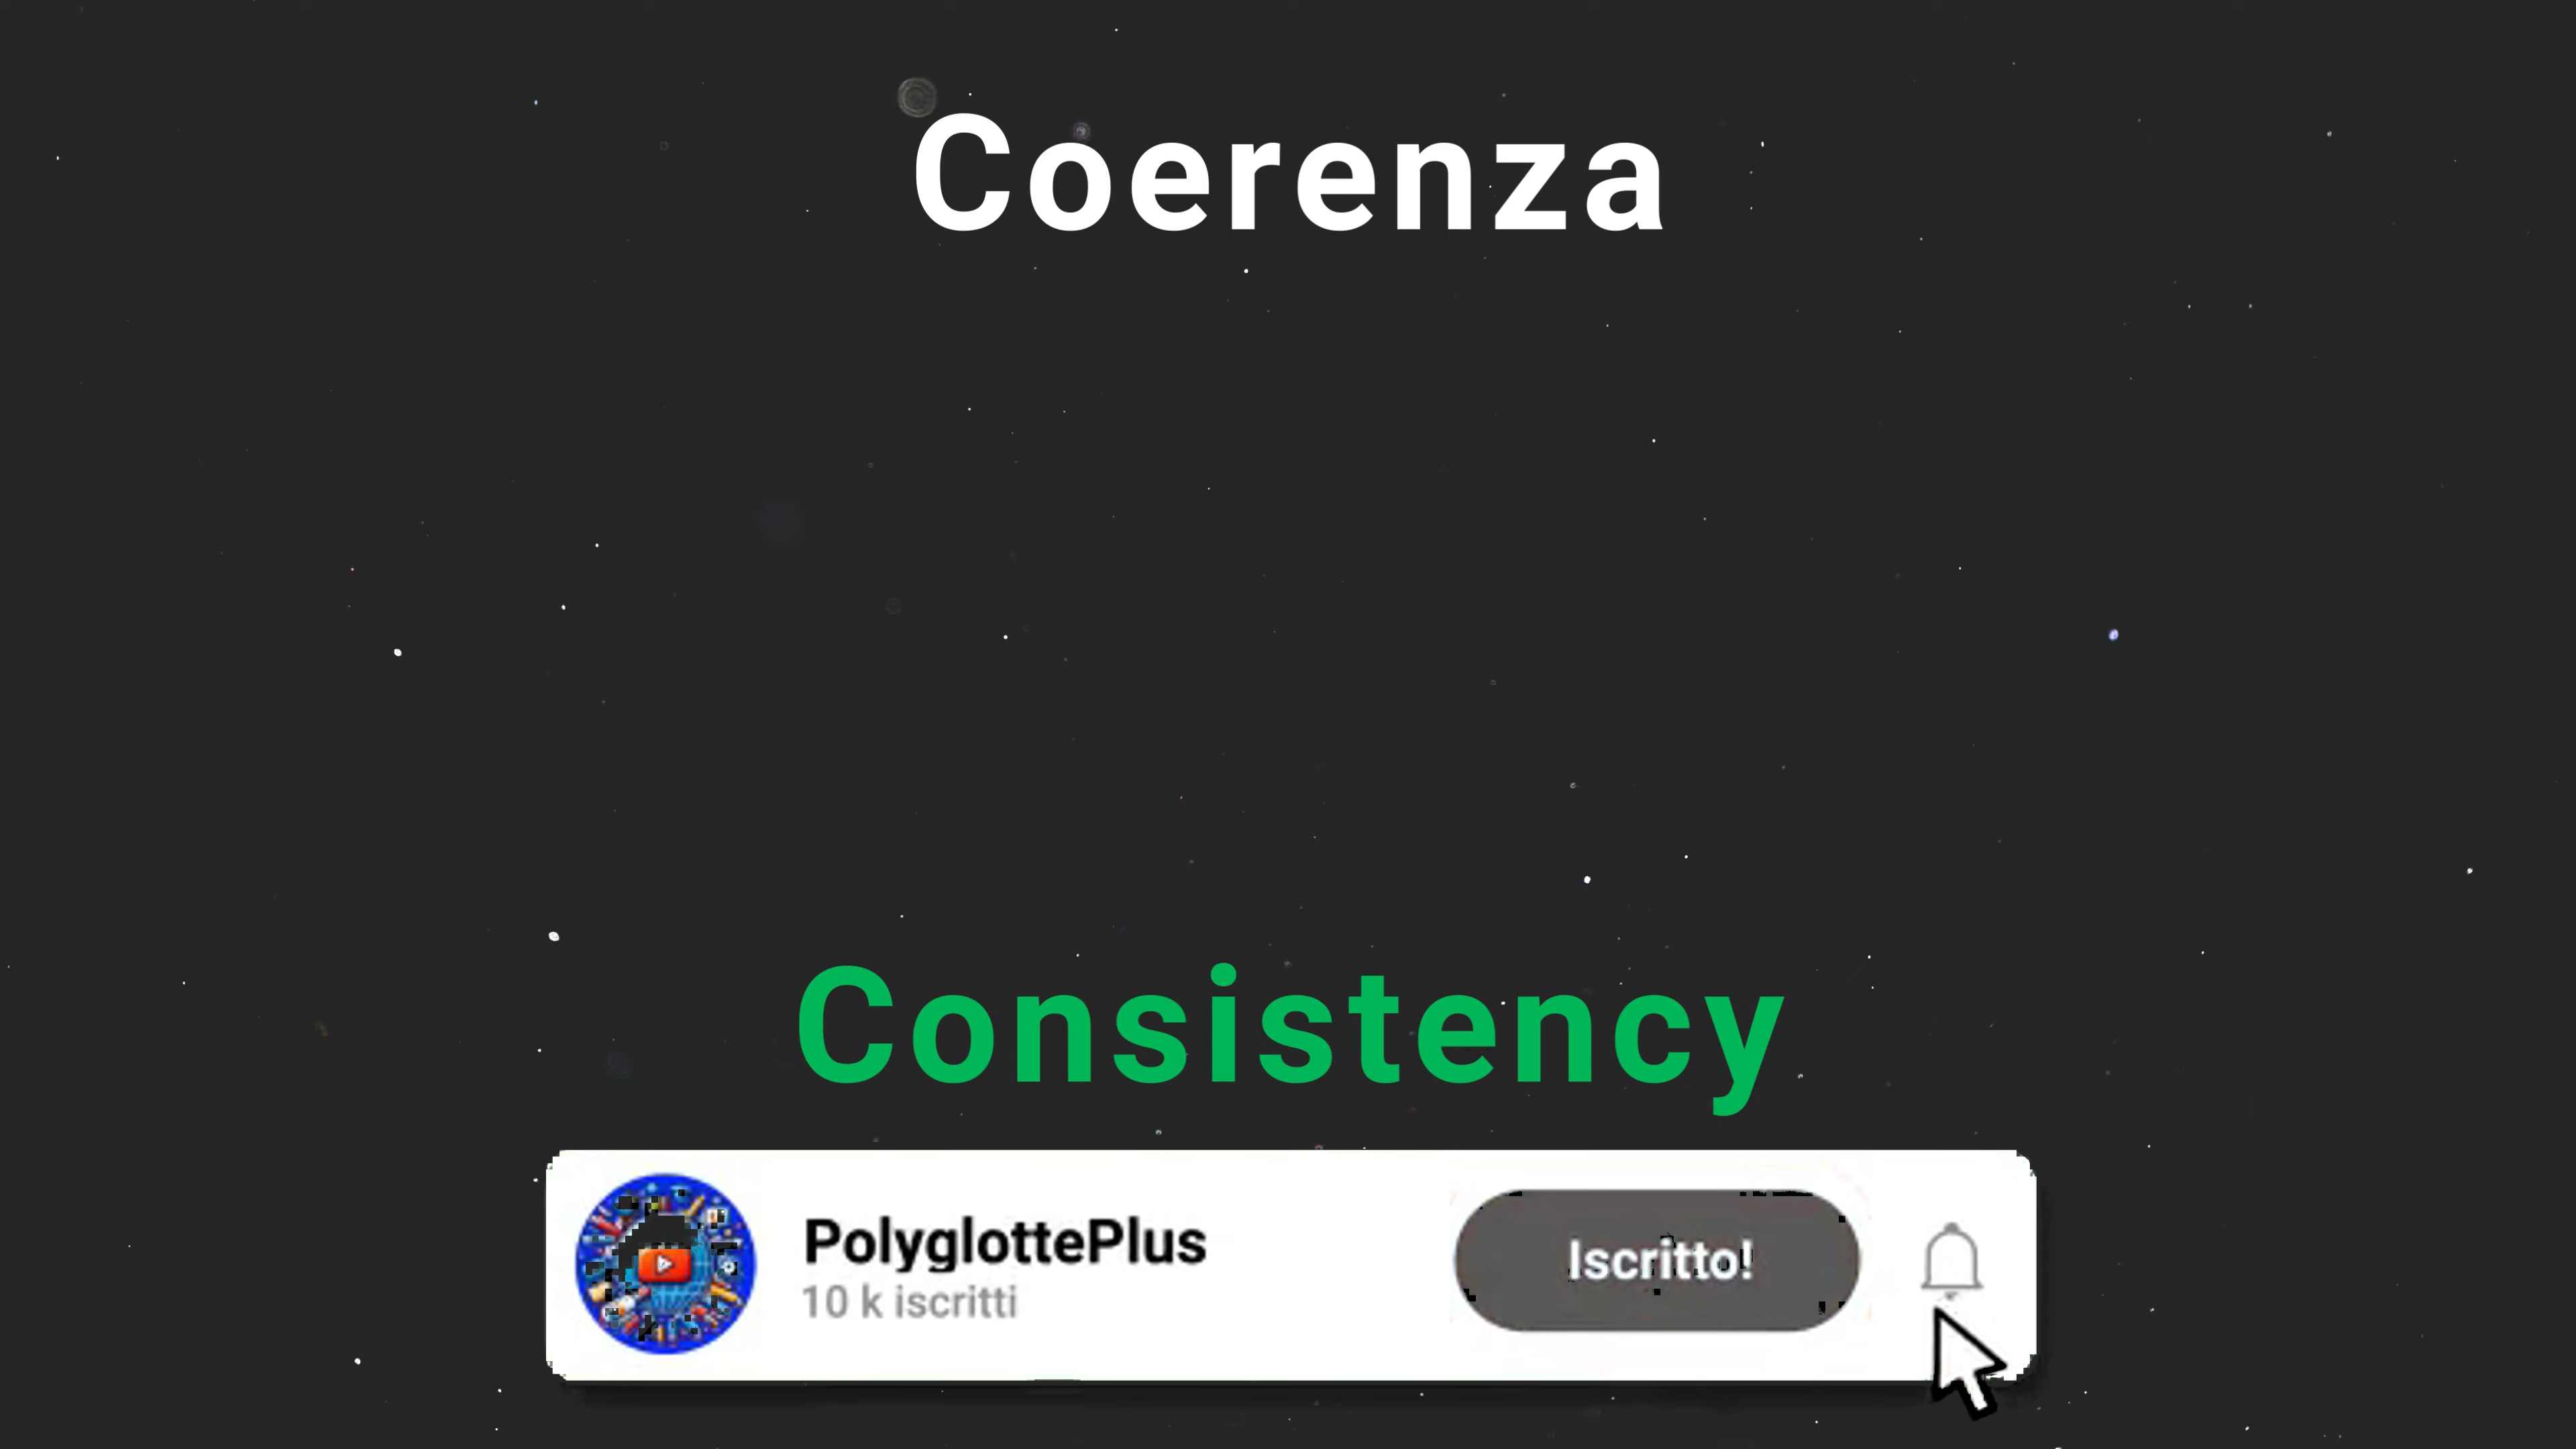 Coerenza
Consistency
PolyglottePlus
10 k iscritti
Iscritto!